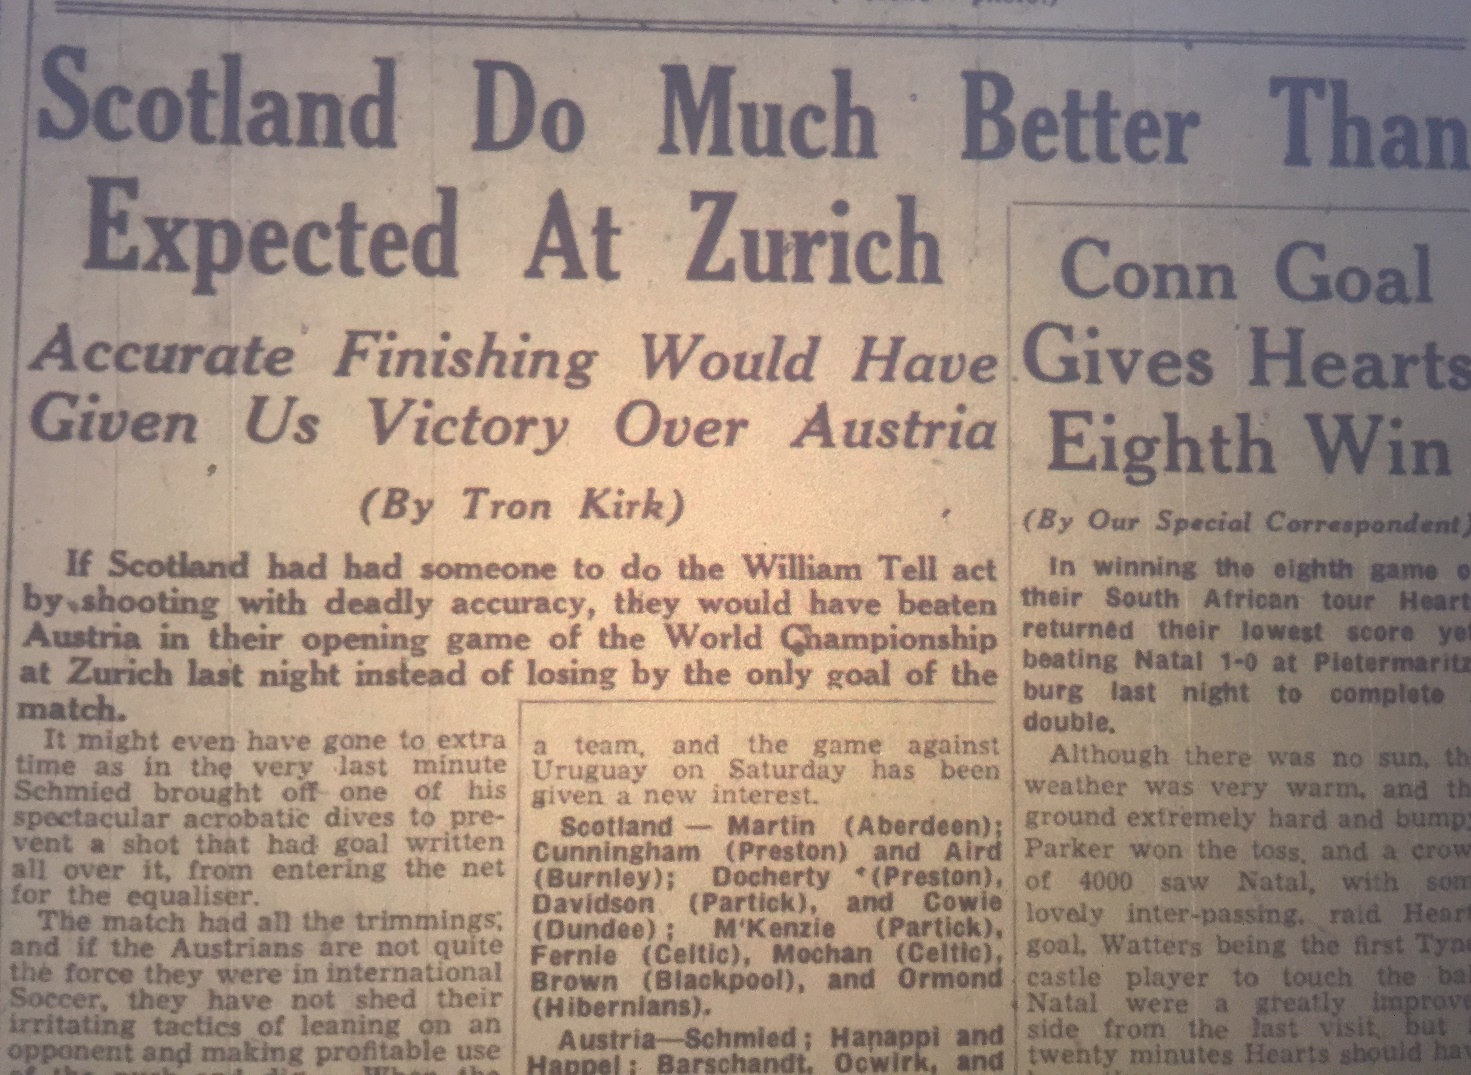 Scotland Do Much Better Than
Expected At Zurich
Accurate Finishing Would Have
Given Us Victory Over Austria
(By Tron Kirk)
If Scotland had had someone to do the William Tell act
by shooting with deadly accuracy, they would have beaten
Austria in their opening game of the World Championship
at Zurich last night instead of losing by the only goal of the
match.
It might even have gone to extra
time as in the very last minute
Schmied brought off one of his
spectacular acrobatic dives to pre-
vent a shot that had goal written
all over it, from entering the net
for the equaliser.
The match had all the trimmings,
and if the Austrians are not quite
the force they were in international
Soccer, they have not shed their
irritating tactics of leaning on an
opponent and making profitable use
a team, and the game against
Uruguay on Saturday has been
given a new interest.
Scotland — Martin (Aberdeen);
Cunningham (Preston) and Aird
(Burnley); Docherty (Preston),
Davidson (Partick), and Cowie
(Dundee); M'Kenzie (Partick),
Fernie (Celtic), Mochan (Celtic),
Brown (Blackpool), and Ormond
(Hibernians).
Austria—Schmied; Hanappi and
Happel; Barschandt, Ocwirk, and
Conn Goal
Gives Hearts
Eighth Win
(By Our Special Correspondent)
In winning the eighth game o
their South African tour Heart
returned their lowest score ye
beating Natal 1-0 at Pietermaritz
burg last night to complete
double.
Although there was no sun, th
weather was very warm, and th
ground extremely hard and bump
Parker won the toss, and a crow
of 4000 saw Natal, with som
lovely inter-passing, raid Heart
goal, Watters being the first Tyne
castle player to touch the ba
Natal were a greatly improve
side from the last visit, but
twenty minutes Hearts should hav